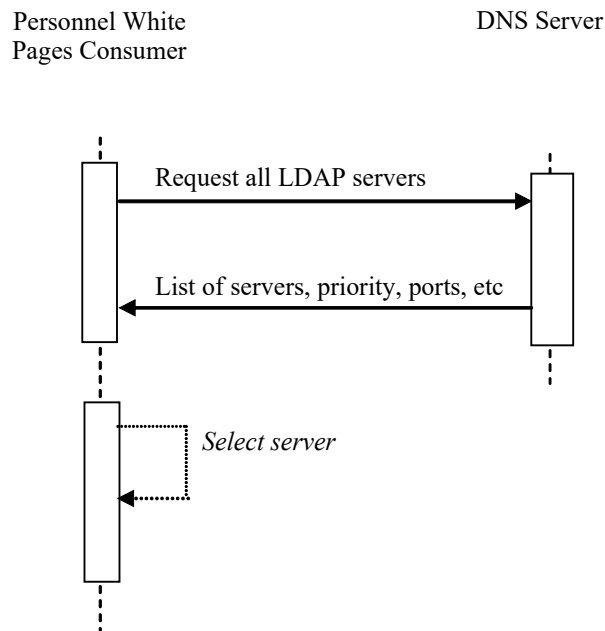 Personnel White
Pages Consumer
DNS Server
Request all LDAP servers
List of servers, priority, ports, etc
Select server